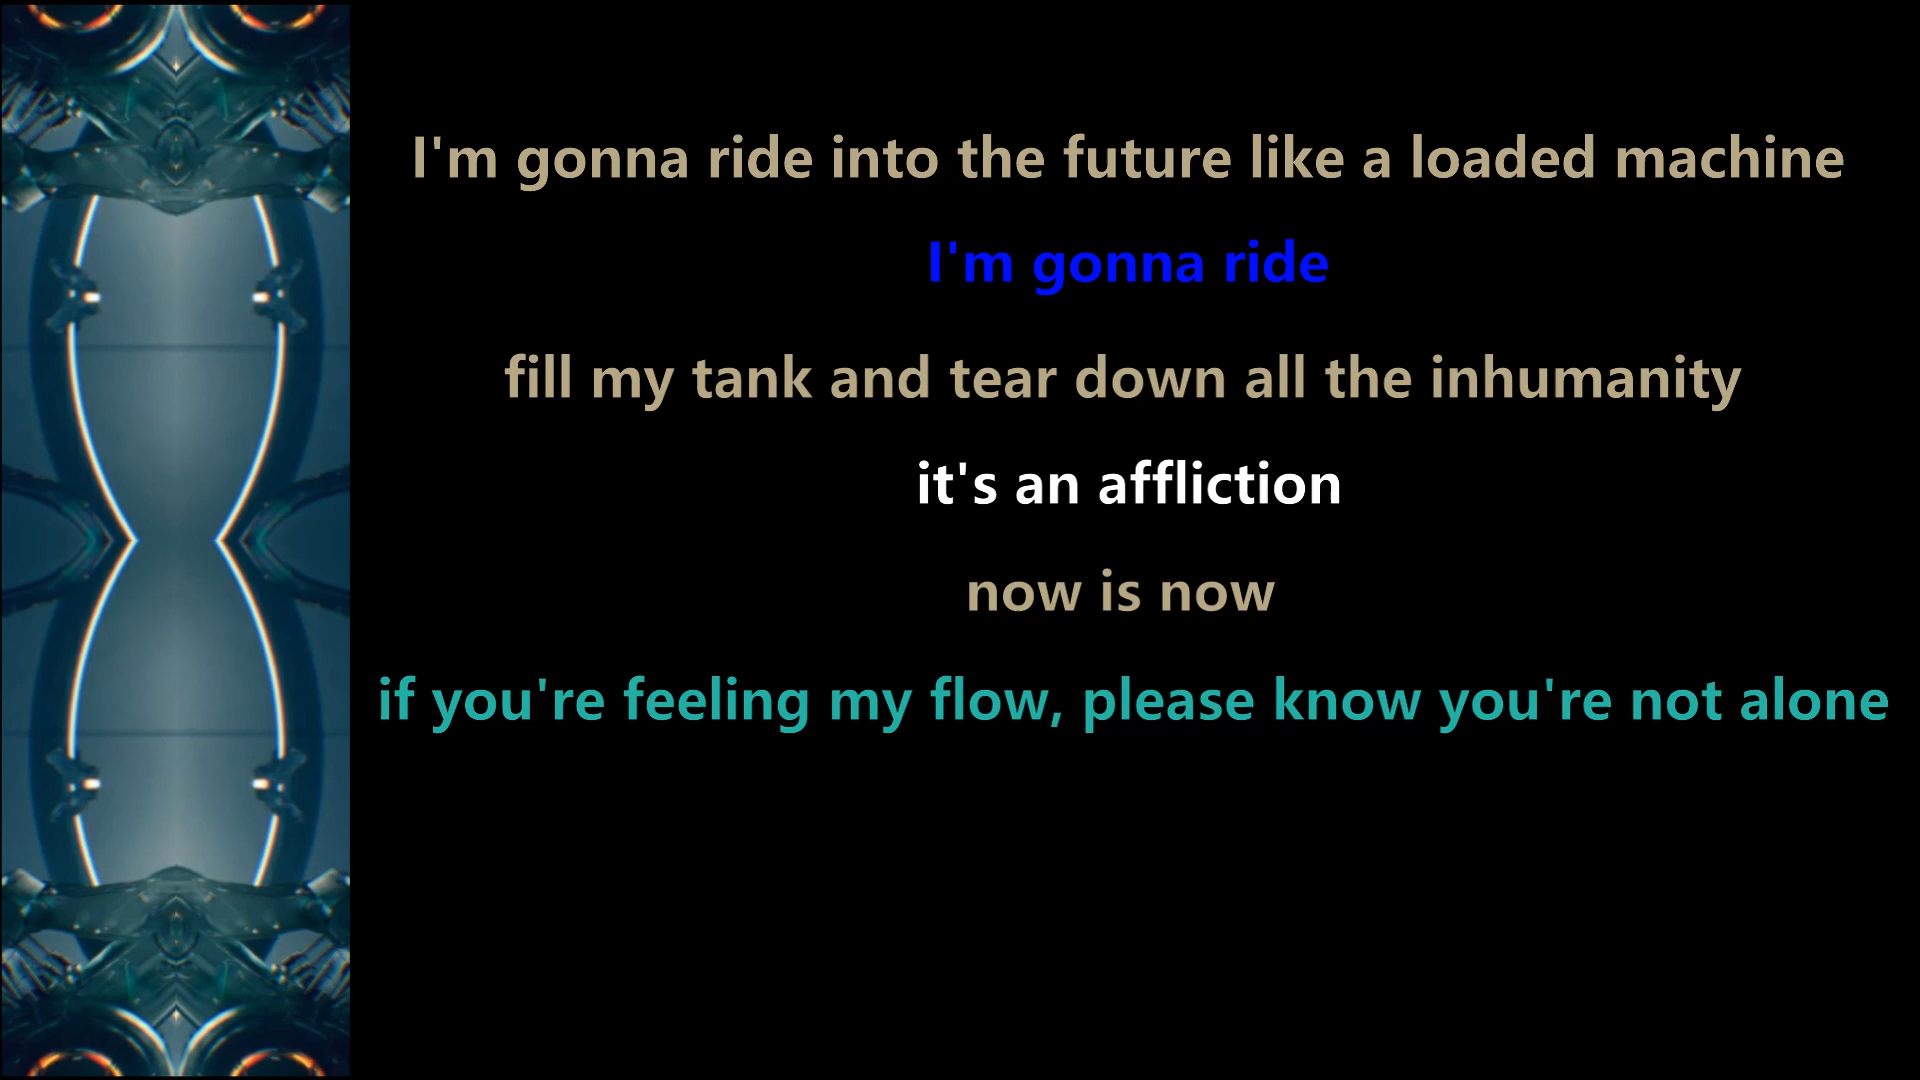 I'm gonna ride into the future like a loaded machine
I'm gonna ride
fill my tank and tear down all the inhumanity
it's an affliction
now is now
if you're feeling my flow, please know you're not alone